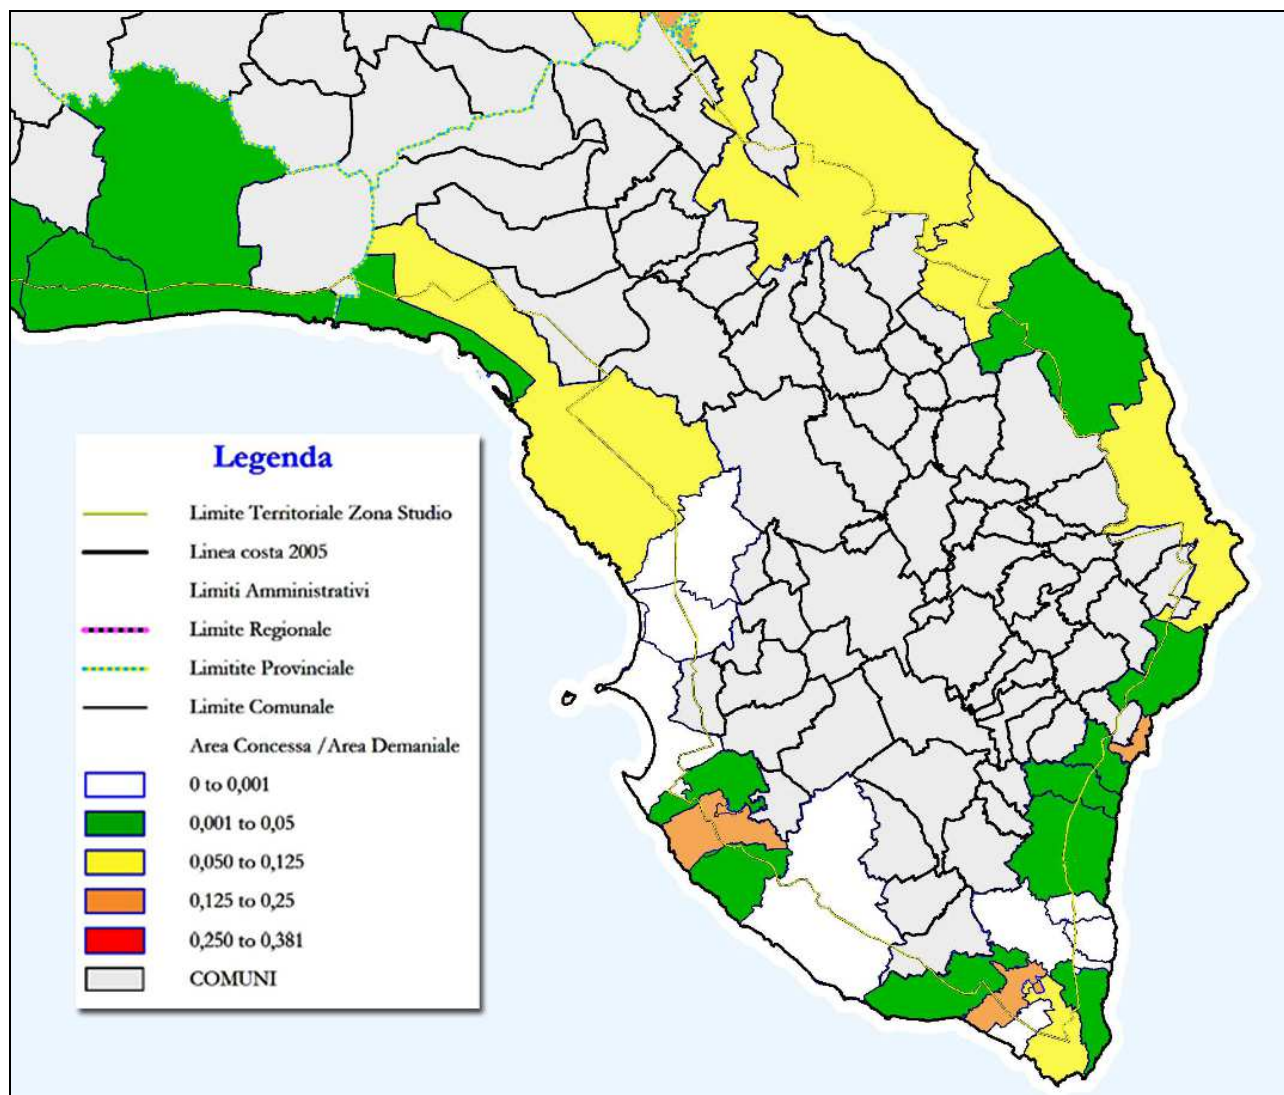 Legenda
Limite Territoriale Zona Studio
Linea costa 2005
Limiti Amministrativi
Limite Regionale
Limitite Provinciale
Limite Comunale
Area Concessa /Area Demaniale
0 to 0,001
0,001 to 0,05
0,050 to 0,125
0,125 to 0,25
0,250 to 0,381
COMUNI